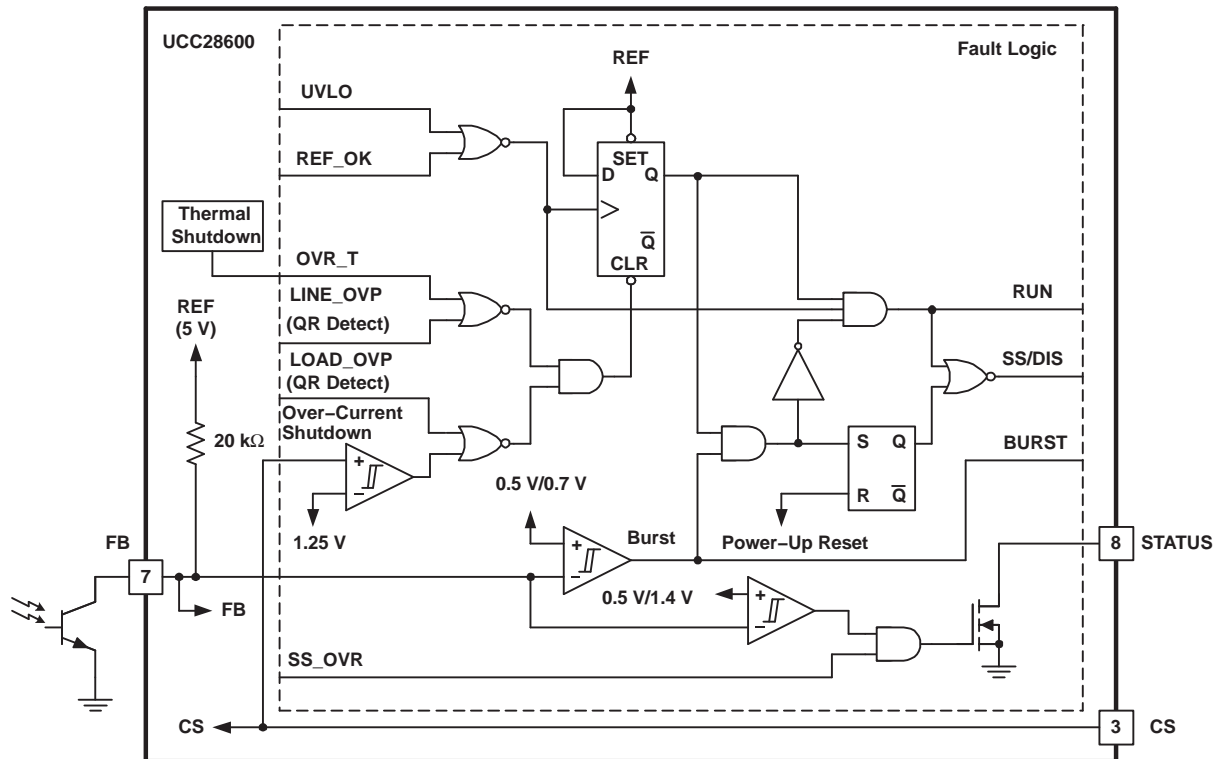 UCC28600
Fault Logic
REF
UVLO
REF_OK
SET
D Q
Q̅
CLR
Thermal
Shutdown
OVR_T
LINE_OVP
(QR Detect)
REF
(5 V)
LOAD_OVP
(QR Detect)
RUN
SS/DIS
Over−Current
Shutdown
20 kΩ
+
−
1.25 V
S Q
R Q̅
BURST
0.5 V/0.7 V
Power−Up Reset
FB
7
FB
+
−
Burst
8 STATUS
0.5 V/1.4 V
+
−
SS_OVR
CS
3 CS